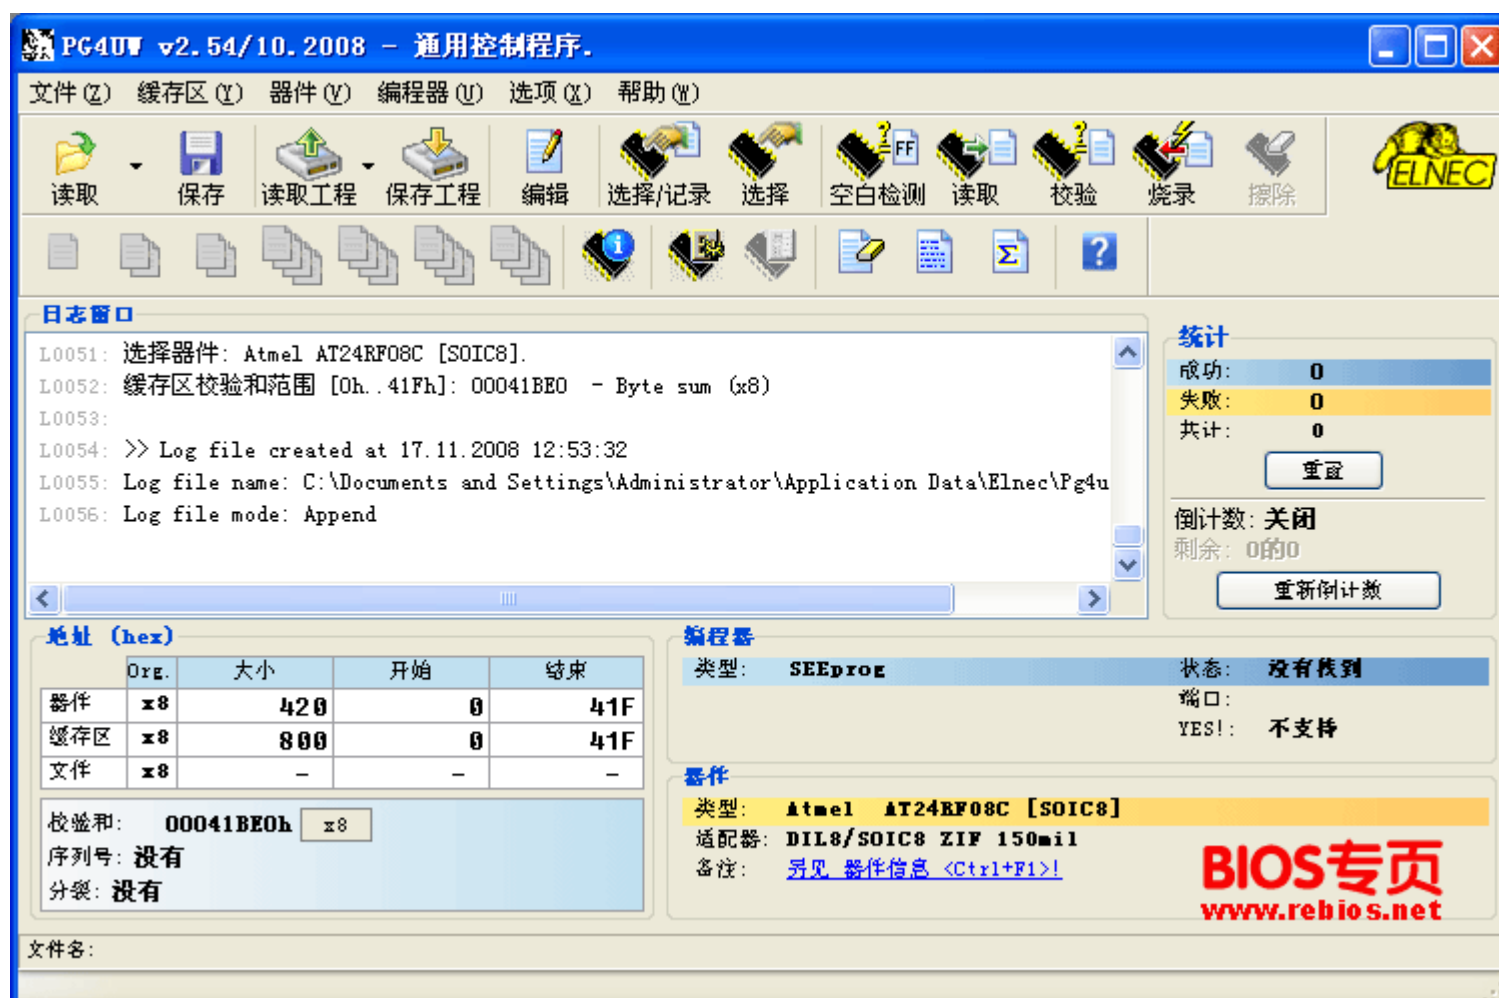 PG4UW v2.54/10.2008 - 通用控制程序.
文件(Z) 缓存区(Y) 器件(V) 编程器(U) 选项(X) 帮助(W)
读取 保存 读取工程 保存工程 编辑 选择/记录 选择 空白检测 读取 校验 烧录 擦除
ELNEC
日志窗口
L0051: 选择器件: Atmel AT24RF08C [SOIC8].
L0052: 缓存区校验和范围 [0h..41Fh]: 00041BE0 - Byte sum (x8)
L0053:
L0054: >> Log file created at 17.11.2008 12:53:32
L0055: Log file name: C:\Documents and Settings\Administrator\Application Data\Elnec\Pg4u
L0056: Log file mode: Append
统计
成功: 0
失败: 0
共计: 0
重置
倒计数: 关闭
剩余: 0的0
重新倒计数
地址 (hex)
Org. 大小 开始 结束
器件 x8 420 0 41F
缓存区 x8 800 0 41F
文件 x8 - - -
校验和: 00041BE0h x8
序列号: 没有
分裂: 没有
编程器
类型: SEEprog 状态: 没有找到
端口:
YES!: 不支持
器件
类型: Atmel AT24RF08C [SOIC8]
适配器: DIL8/SOIC8 ZIF 150mil
备注: 另见 器件信息 <Ctrl+F1>!
BIOS专页
www.rebios.net
文件名: